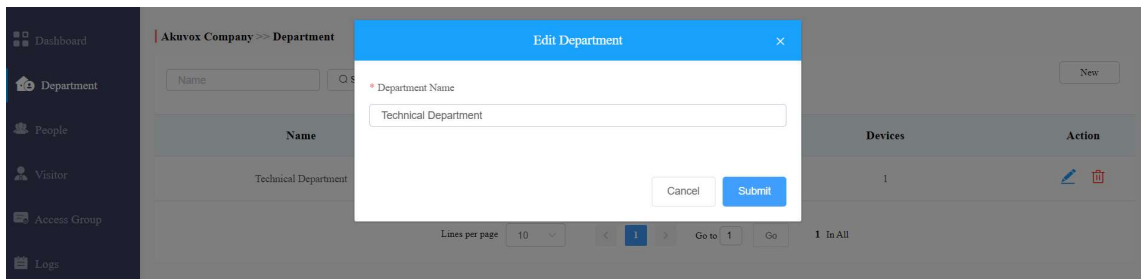 Dashboard
Akuvox Company >> Department
Edit Department
Name
New
Department
* Department Name
Technical Department
People
Name
Devices
Action
Visitor
Technical Department
1
Cancel
Submit
Access Group
Lines per page 10
1
Go to 1
Go
1 In All
Logs